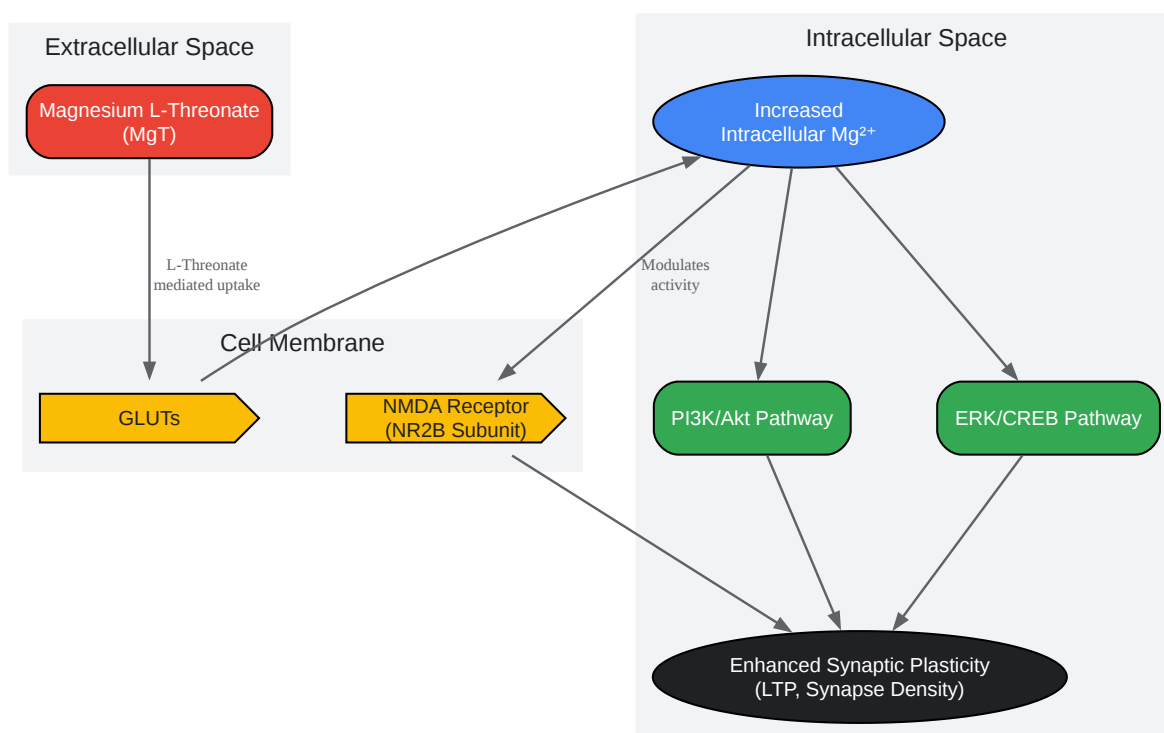 Extracellular Space
Magnesium L-Threonate
(MgT)
Intracellular Space
Increased
Intracellular Mg²⁺
L-Threonate
mediated uptake
Modulates
activity
Cell Membrane
GLUTs
NMDA Receptor
(NR2B Subunit)
PI3K/Akt Pathway
ERK/CREB Pathway
Enhanced Synaptic Plasticity
(LTP, Synapse Density)